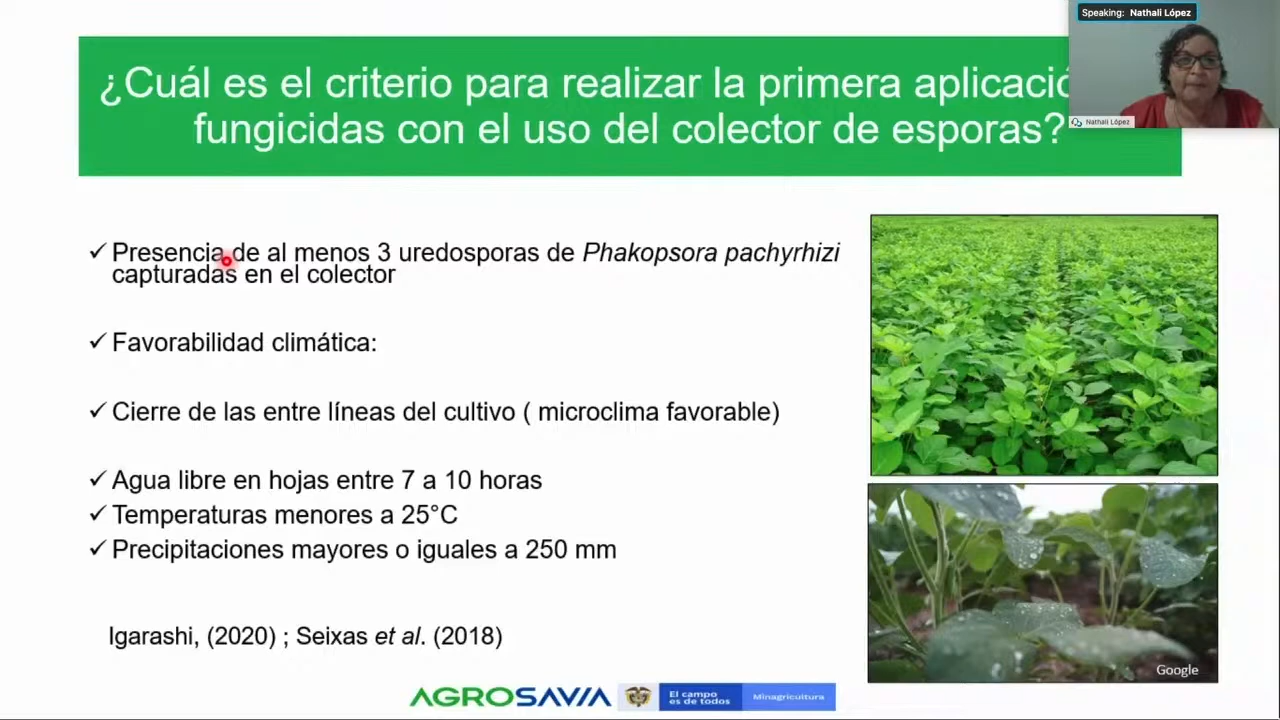 Speaking: Nathali López
Nathali López
¿Cuál es el criterio para realizar la primera aplicació
fungicidas con el uso del colector de esporas?
✓ Presencia de al menos 3 uredosporas de Phakopsora pachyrhizi
capturadas en el colector
✓ Favorabilidad climática:
✓ Cierre de las entre líneas del cultivo ( microclima favorable)
✓ Agua libre en hojas entre 7 a 10 horas
✓ Temperaturas menores a 25°C
✓ Precipitaciones mayores o iguales a 250 mm
Igarashi, (2020) ; Seixas et al. (2018)
Google
AGROSAVIA
El campo
es de todos
Minagricultura